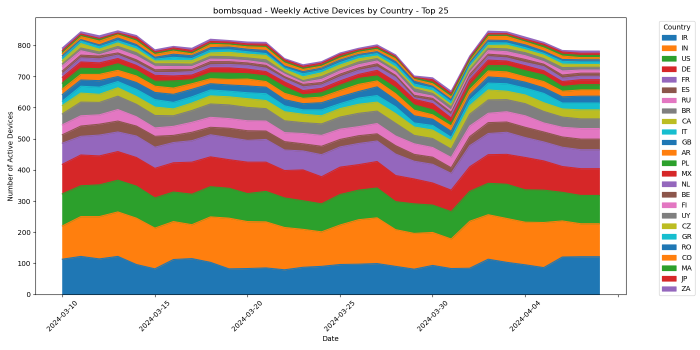 bombsquad - Weekly Active Devices by Country - Top 25
Number of Active Devices
800
700
600
500
400
300
200
100
0
2024-03-10
2024-03-15
2024-03-20
2024-03-25
2024-03-30
2024-04-04
Date
Country
IR
IN
US
DE
FR
ES
RU
BR
CA
IT
GB
AR
PL
MX
NL
BE
FI
UY
CZ
GR
RO
CO
MA
JP
ZA